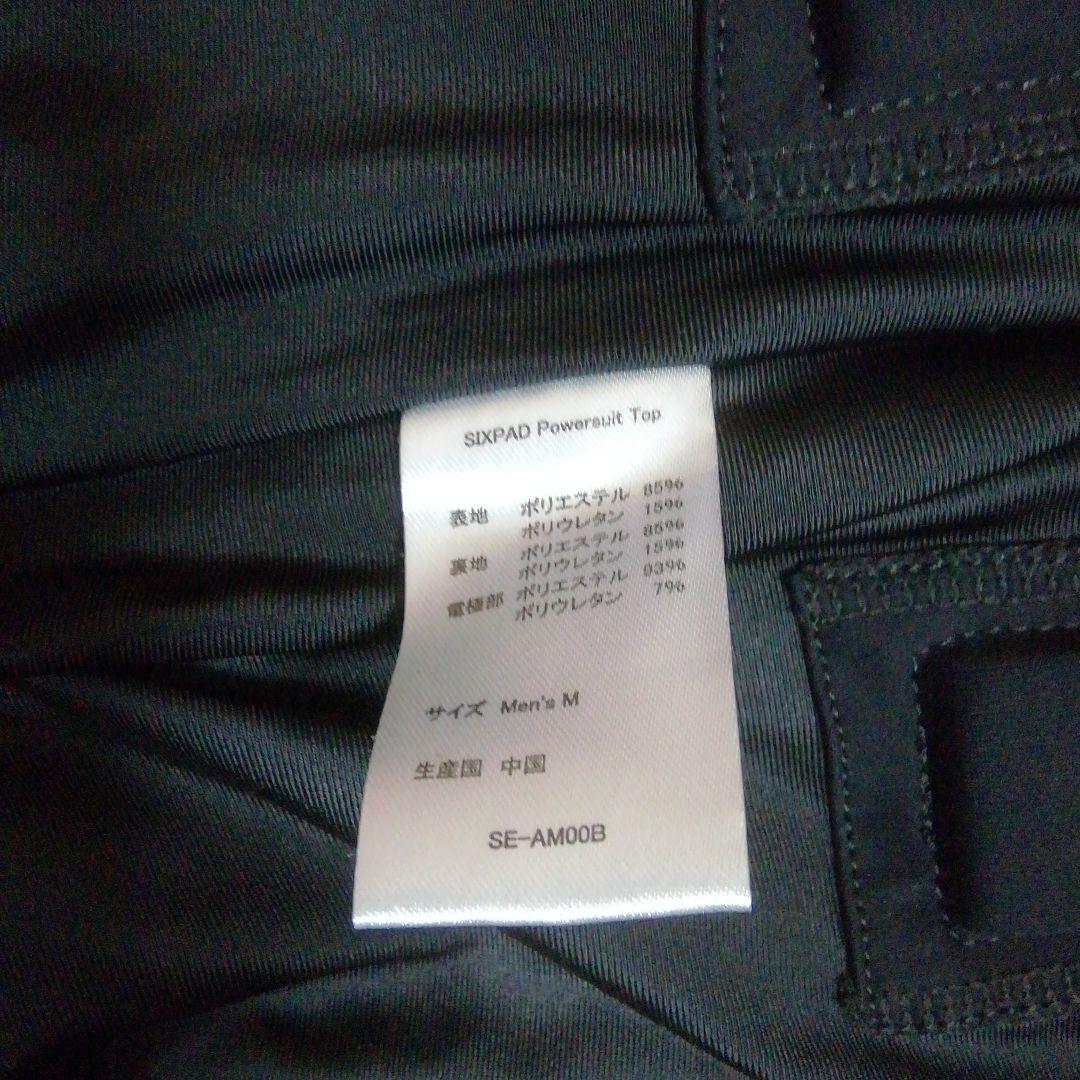 SIXPAD Powersuit Top
表地 ポリエステル 85%
ポリウレタン 15%
裏地 ポリエステル 85%
ポリウレタン 15%
電極部 ポリエステル 93%
ポリウレタン 7%
サイズ Men's M
生産国 中国
SE-AM00B